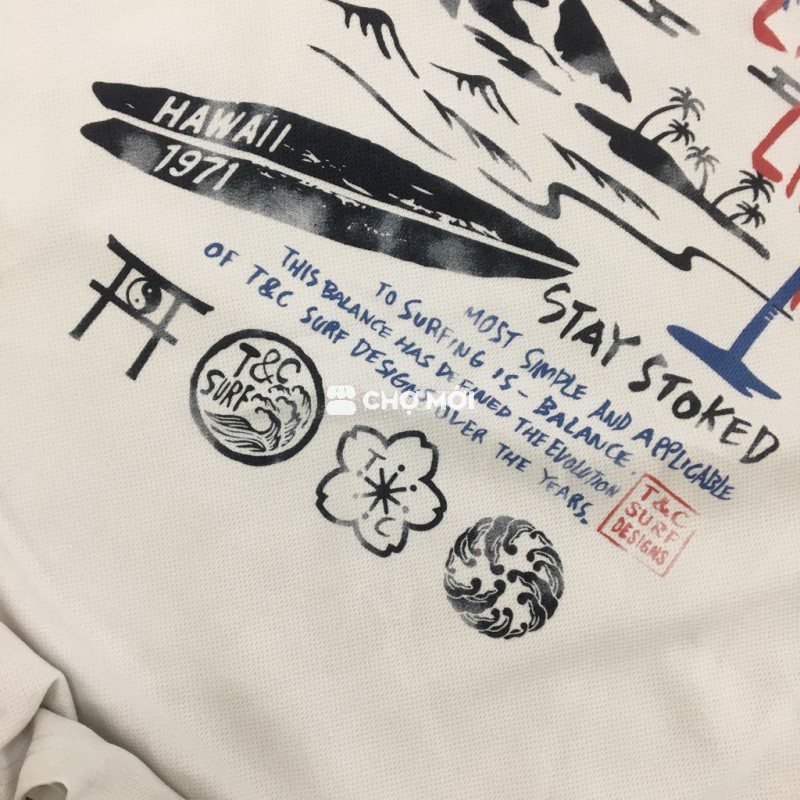 HAWAII
1971
STAY STOKED
MOST SIMPLE AND APPLICABLE
TO SURFING IS - BALANCE.
THIS BALANCE HAS DEFINED THE EVOLUTION
OF T&C SURF DESIGNS OVER THE YEARS.
T&C
SURF
T
C
T&C
SURF
DESIGNS
CHỢ MỚI